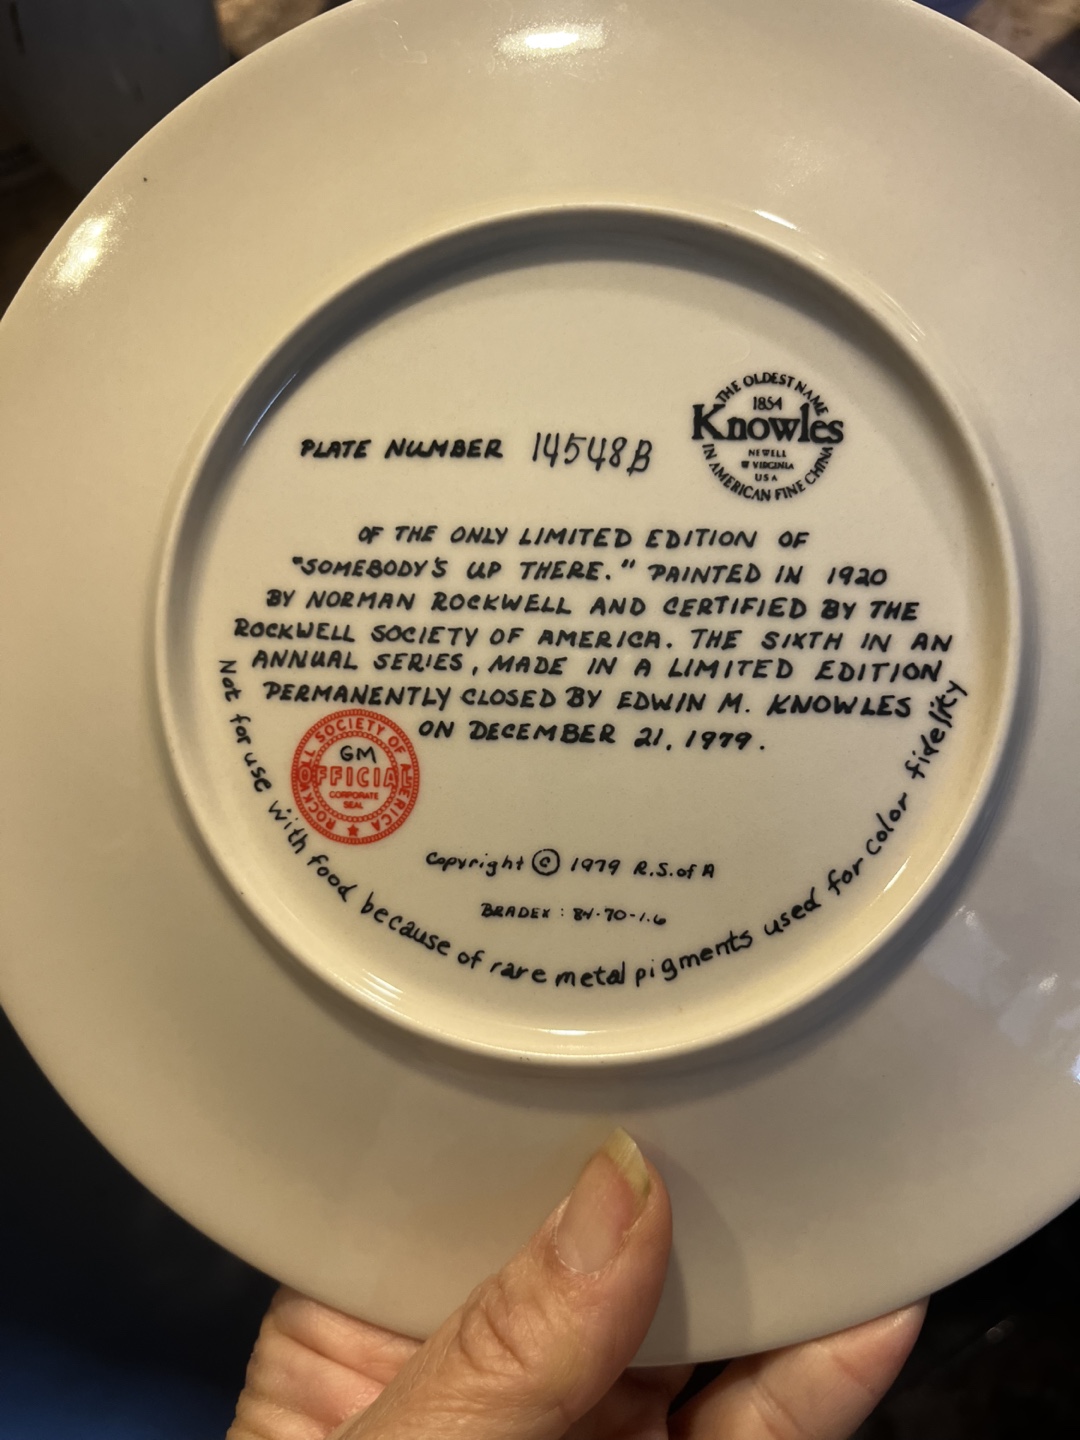 PLATE NUMBER 14548B
THE OLDEST NAME
1854
Knowles
NEWELL
W VIRGINIA
USA
IN AMERICAN FINE CHINA
OF THE ONLY LIMITED EDITION OF
"SOMEBODY'S UP THERE." PAINTED IN 1920
BY NORMAN ROCKWELL AND CERTIFIED BY THE
ROCKWELL SOCIETY OF AMERICA. THE SIXTH IN AN
ANNUAL SERIES, MADE IN A LIMITED EDITION
PERMANENTLY CLOSED BY EDWIN M. KNOWLES
ON DECEMBER 21, 1979.
ROCKWELL SOCIETY OF AMERICA
GM
OFFICIAL
CORPORATE
SEAL
Copyright © 1979 R.S.of A
BRADEX: 84-70-1.6
Not for use with food because of rare metal pigments used for color fidelity